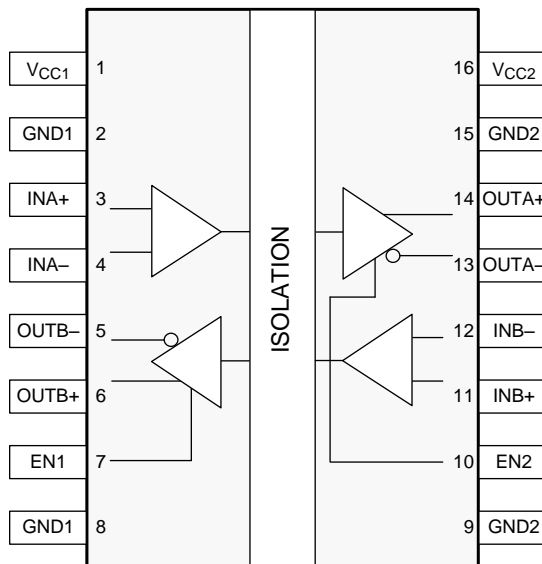 VCC1 1 16 VCC2
GND1 2 15 GND2
INA+ 3 14 OUTA+
INA– 4 13 OUTA–
ISOLATION
OUTB– 5 12 INB–
OUTB+ 6 11 INB+
EN1 7 10 EN2
GND1 8 9 GND2